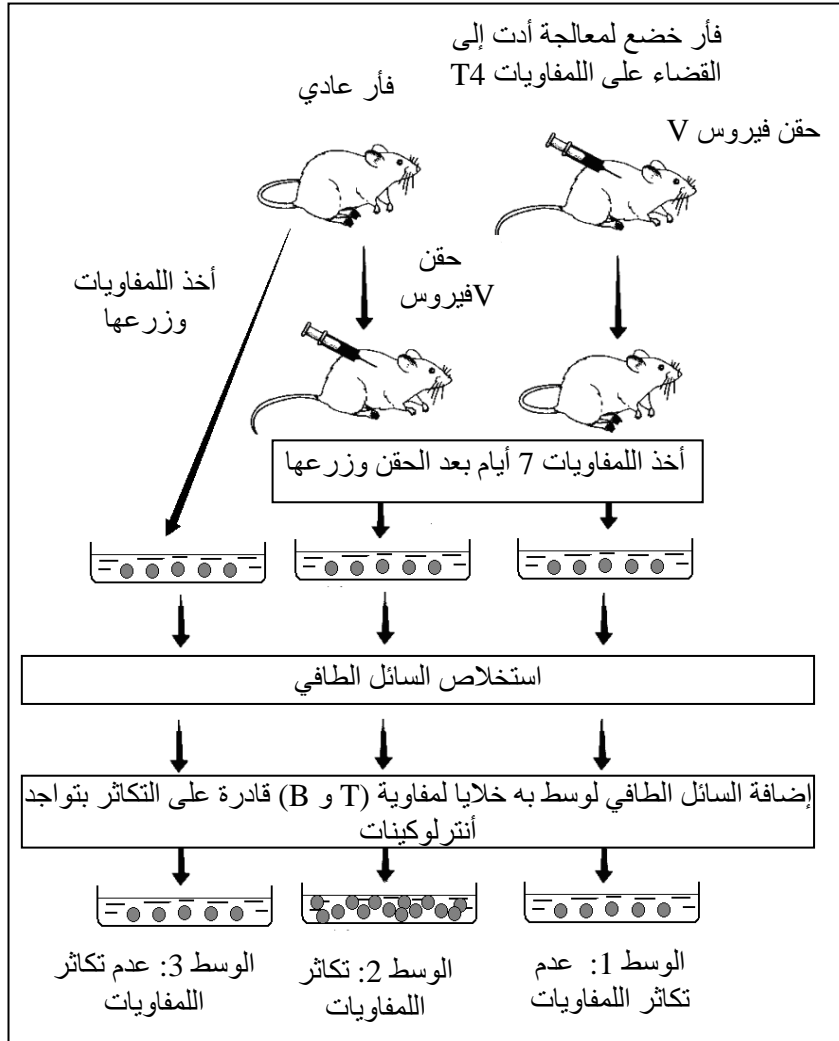 فأر خضع لمعالجة أدت إلى
القضاء على اللمفاويات T4
فأر عادي
حقن فيروس V
حقن
فيروسV
أخذ اللمفاويات
وزرعها
أخذ اللمفاويات 7 أيام بعد الحقن وزرعها
استخلاص السائل الطافي
إضافة السائل الطافي لوسط به خلايا لمفاوية (T و B) قادرة على التكاثر بتواجد
أنترلوكينات
الوسط 1: عدم
تكاثر اللمفاويات
الوسط 2: تكاثر
اللمفاويات
الوسط 3: عدم تكاثر
اللمفاويات